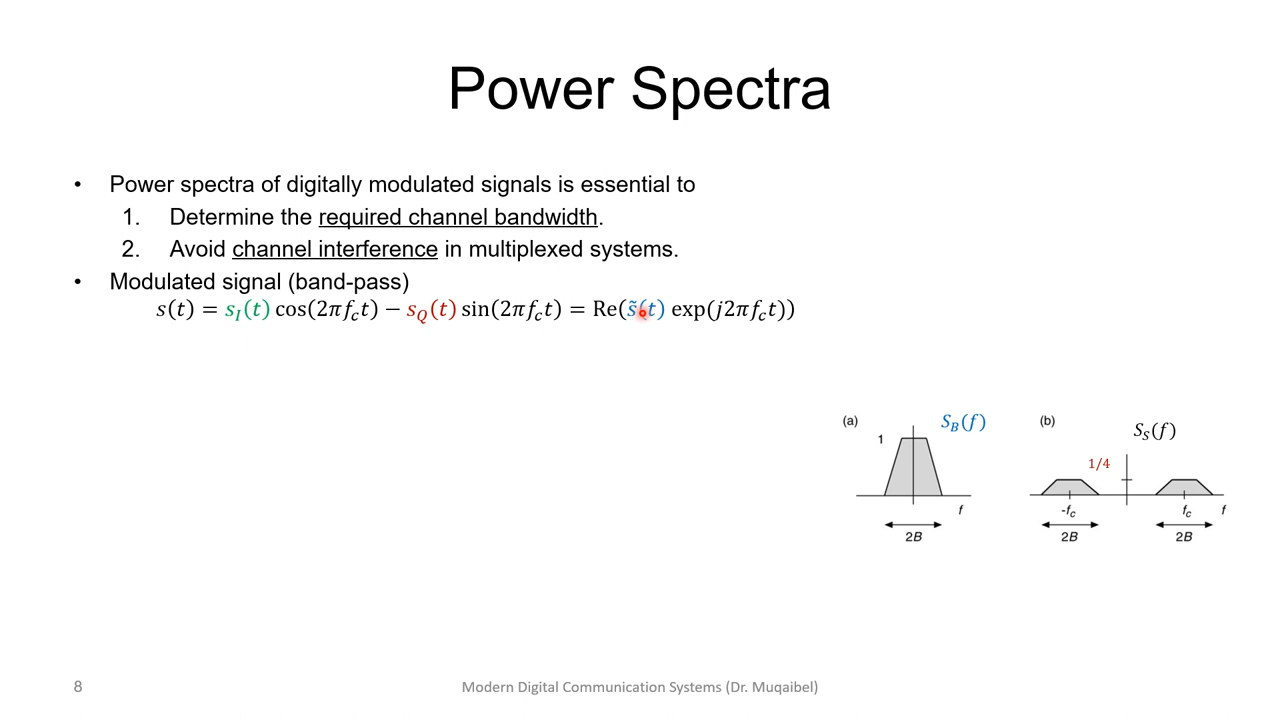 Power Spectra
• Power spectra of digitally modulated signals is essential to
1. Determine the required channel bandwidth.
2. Avoid channel interference in multiplexed systems.
• Modulated signal (band-pass)
s(t) = s_I(t) cos(2πf_c t) − s_Q(t) sin(2πf_c t) = Re(s̃(t) exp(j2πf_c t))
(a) S_B(f)
1
f
2B
(b) S_S(f)
1/4
-f_c f_c f
2B 2B
8 Modern Digital Communication Systems (Dr. Muqaibel)